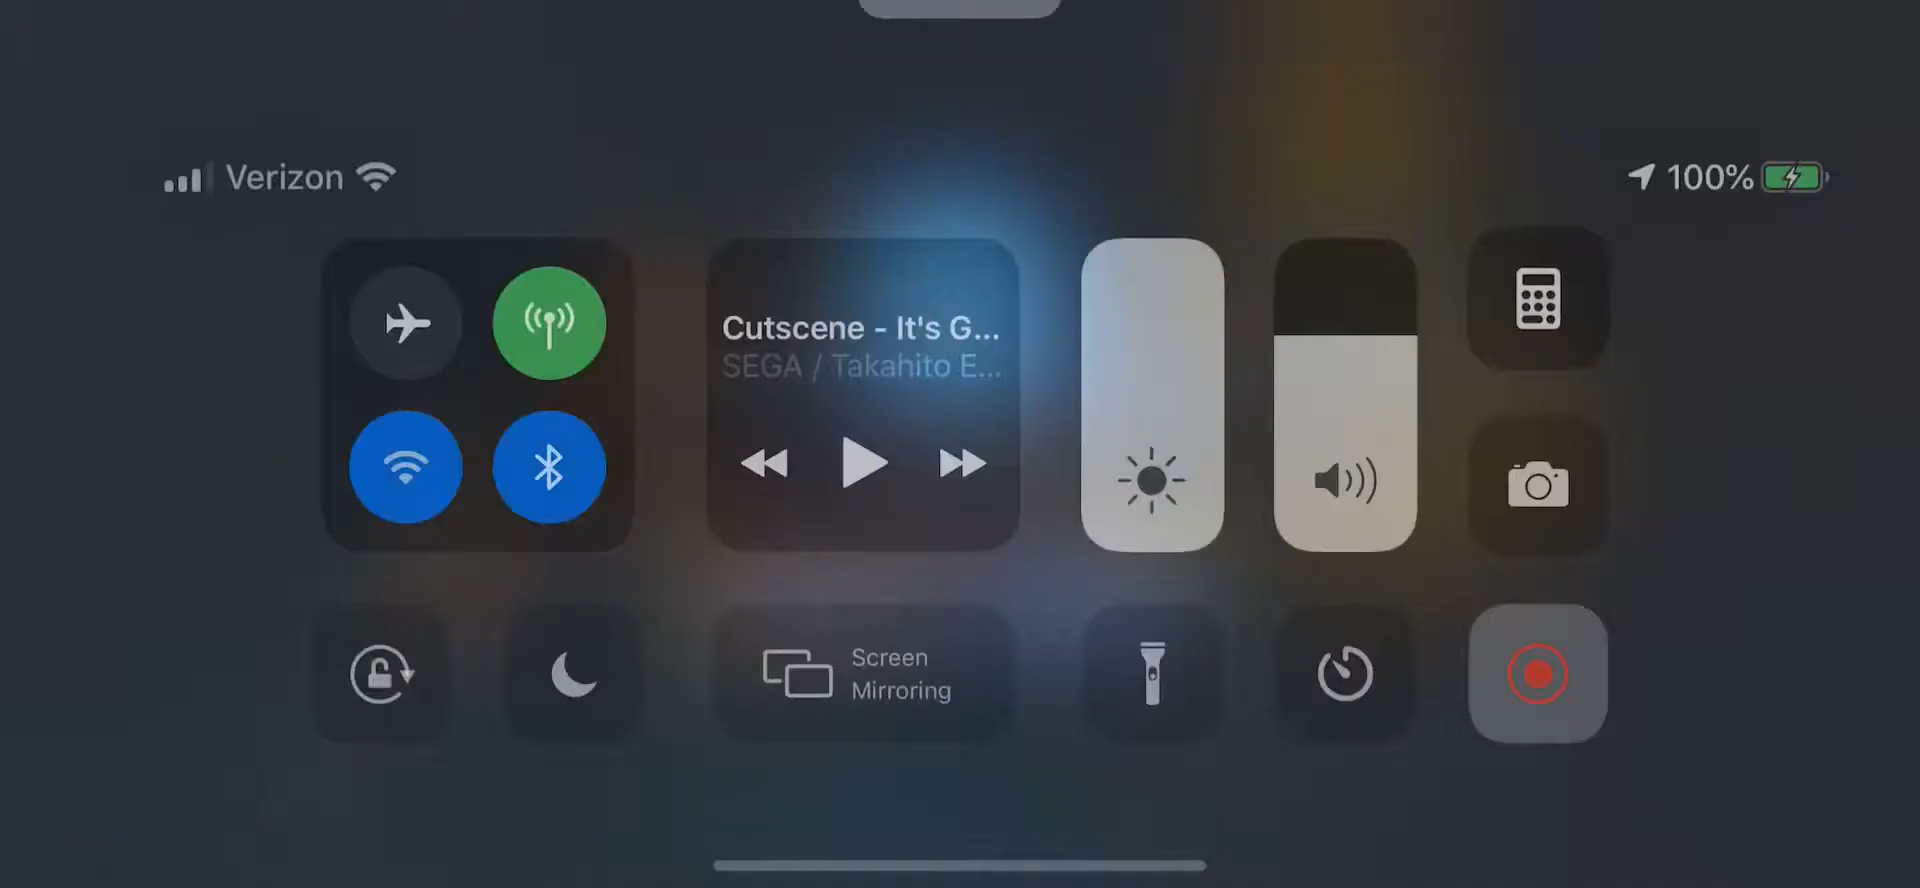 Verizon
100%
Cutscene - It's G...
SEGA / Takahito E...
Screen
Mirroring